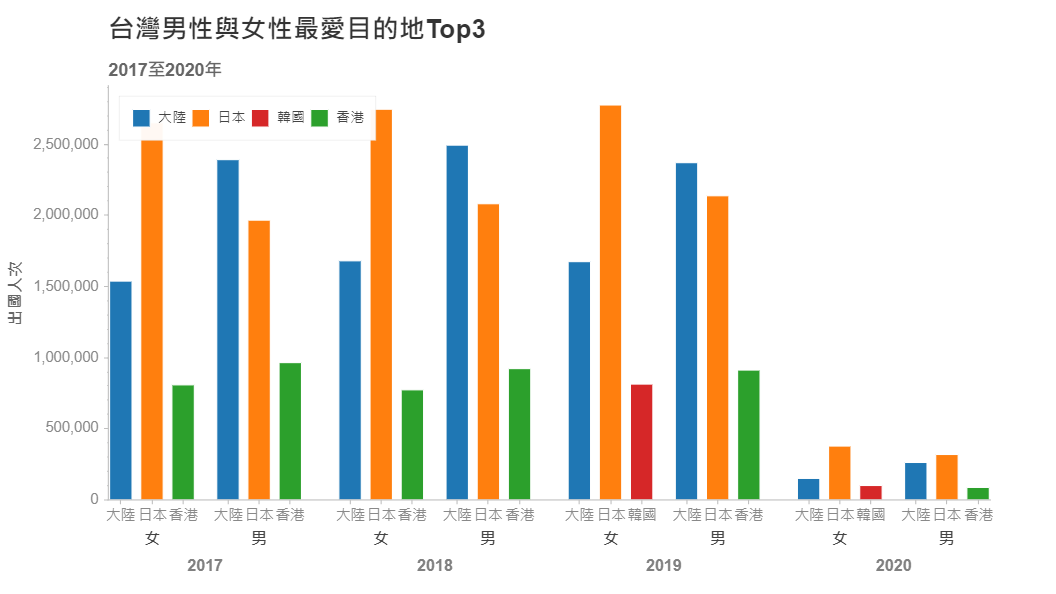 台灣男性與女性最愛目的地Top3
2017至2020年
大陸 日本 韓國 香港
出國人次
2,500,000
2,000,000
1,500,000
1,000,000
500,000
0
大陸 日本 香港 大陸 日本 香港 大陸 日本 香港 大陸 日本 香港 大陸 日本 韓國 大陸 日本 香港 大陸 日本 韓國 大陸 日本 香港
女 男 女 男 女 男 女 男
2017 2018 2019 2020